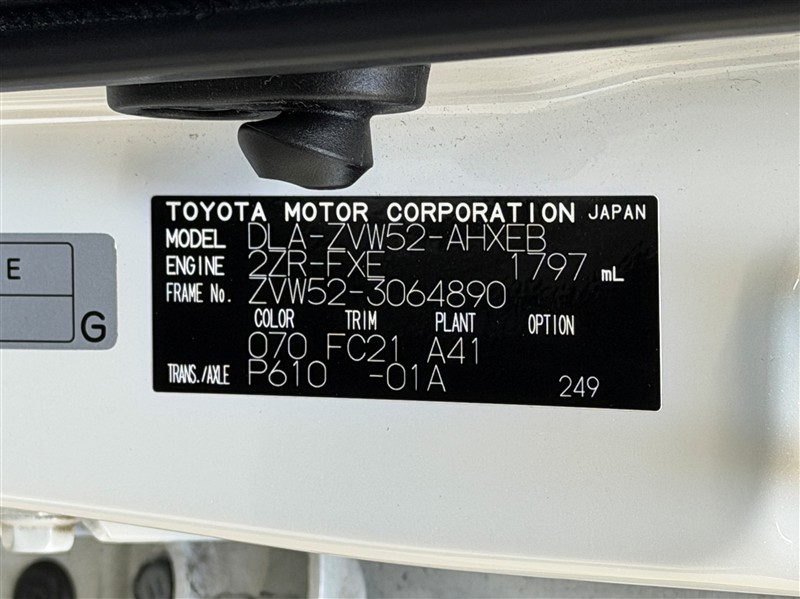 TOYOTA MOTOR CORPORATION JAPAN
MODEL DLA-ZVW52-AHXEB
ENGINE 2ZR-FXE 1797 mL
FRAME No. ZVW52-3064890
COLOR TRIM PLANT OPTION
070 FC21 A41
TRANS./AXLE P610 -01A 249
E
G